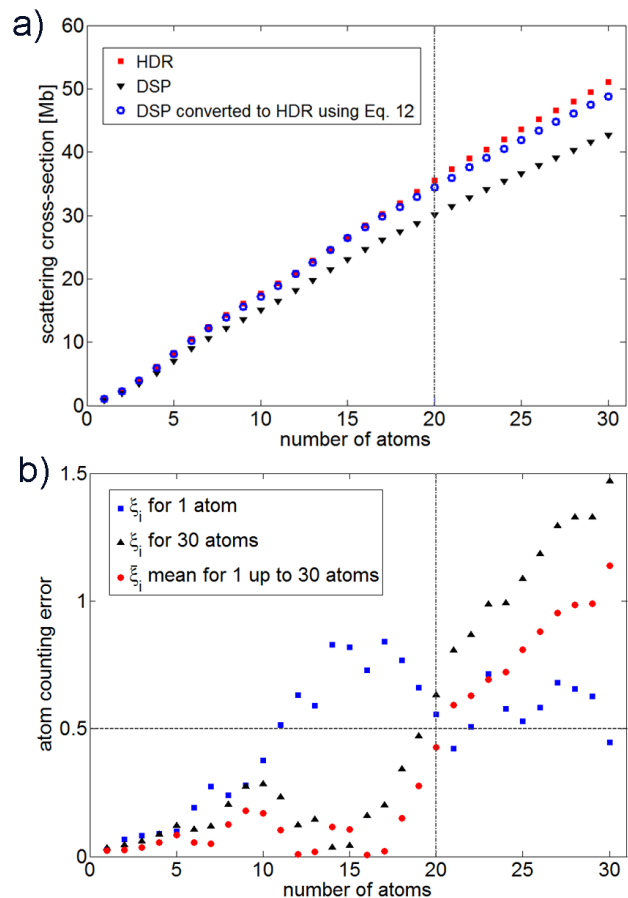 a)
60
50
40
30
20
10
0
scattering cross-section [Mb]
HDR
DSP
DSP converted to HDR using Eq. 12
0 5 10 15 20 25 30
number of atoms
b)
1.5
1
0.5
0
atom counting error
ξi for 1 atom
ξi for 30 atoms
ξi mean for 1 up to 30 atoms
0 5 10 15 20 25 30
number of atoms